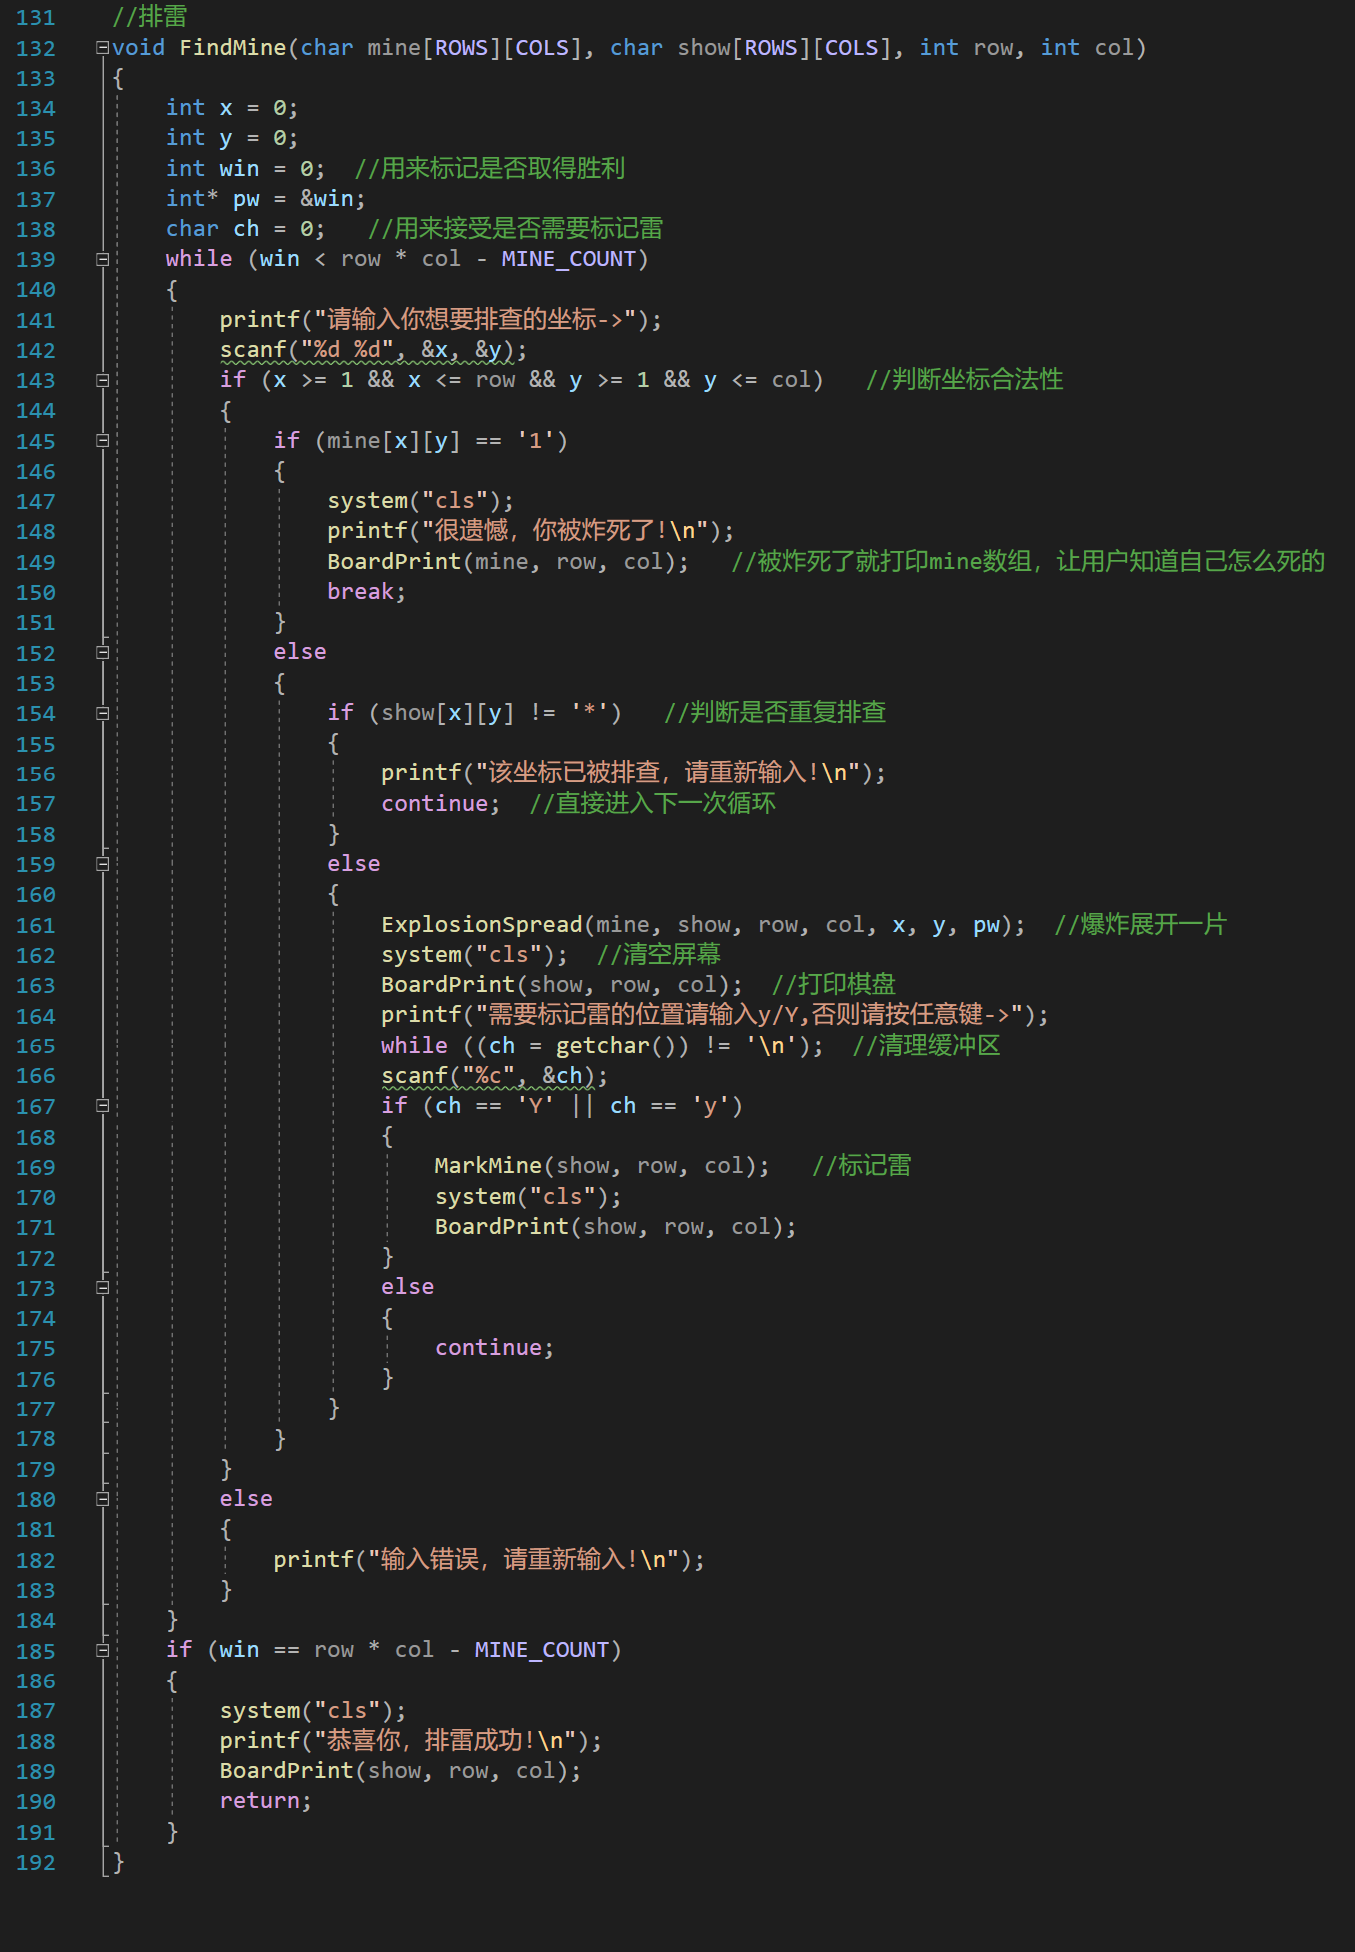 131 //排雷
132 void FindMine(char mine[ROWS][COLS], char show[ROWS][COLS], int row, int col)
133 {
134     int x = 0;
135     int y = 0;
136     int win = 0;  //用来标记是否取得胜利
137     int* pw = &win;
138     char ch = 0;   //用来接受是否需要标记雷
139     while (win < row * col - MINE_COUNT)
140     {
141         printf("请输入你想要排查的坐标->");
142         scanf("%d %d", &x, &y);
143         if (x >= 1 && x <= row && y >= 1 && y <= col)   //判断坐标合法性
144         {
145             if (mine[x][y] == '1')
146             {
147                 system("cls");
148                 printf("很遗憾，你被炸死了!\n");
149                 BoardPrint(mine, row, col);   //被炸死了就打印mine数组，让用户知道自己怎么死的
150                 break;
151             }
152             else
153             {
154                 if (show[x][y] != '*')   //判断是否重复排查
155                 {
156                     printf("该坐标已被排查，请重新输入!\n");
157                     continue;  //直接进入下一次循环
158                 }
159                 else
160                 {
161                     ExplosionSpread(mine, show, row, col, x, y, pw);  //爆炸展开一片
162                     system("cls");  //清空屏幕
163                     BoardPrint(show, row, col);  //打印棋盘
164                     printf("需要标记雷的位置请输入y/Y,否则请按任意键->");
165                     while ((ch = getchar()) != '\n');  //清理缓冲区
166                     scanf("%c", &ch);
167                     if (ch == 'Y' || ch == 'y')
168                     {
169                         MarkMine(show, row, col);   //标记雷
170                         system("cls");
171                         BoardPrint(show, row, col);
172                     }
173                     else
174                     {
175                         continue;
176                     }
177                 }
178             }
179         }
180         else
181         {
182             printf("输入错误，请重新输入!\n");
183         }
184     }
185     if (win == row * col - MINE_COUNT)
186     {
187         system("cls");
188         printf("恭喜你，排雷成功!\n");
189         BoardPrint(show, row, col);
190         return;
191     }
192 }